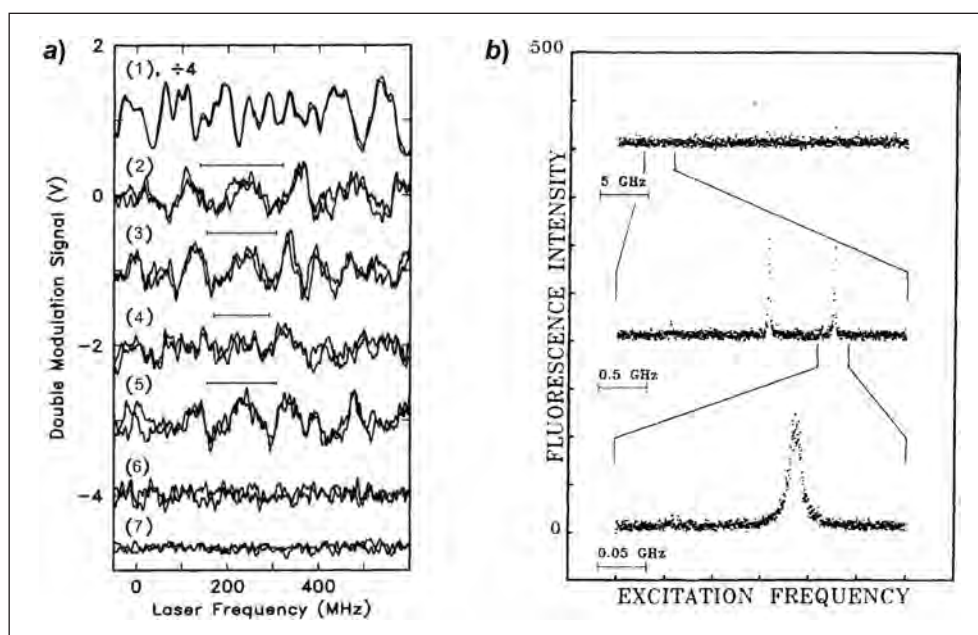 a)
2
0
-2
-4
Double Modulation Signal (V)
(1), ÷4
(2)
(3)
(4)
(5)
(6)
(7)
0 200 400
Laser Frequency (MHz)
b)
500
0
FLUORESCENCE INTENSITY
5 GHz
0.5 GHz
0.05 GHz
EXCITATION FREQUENCY